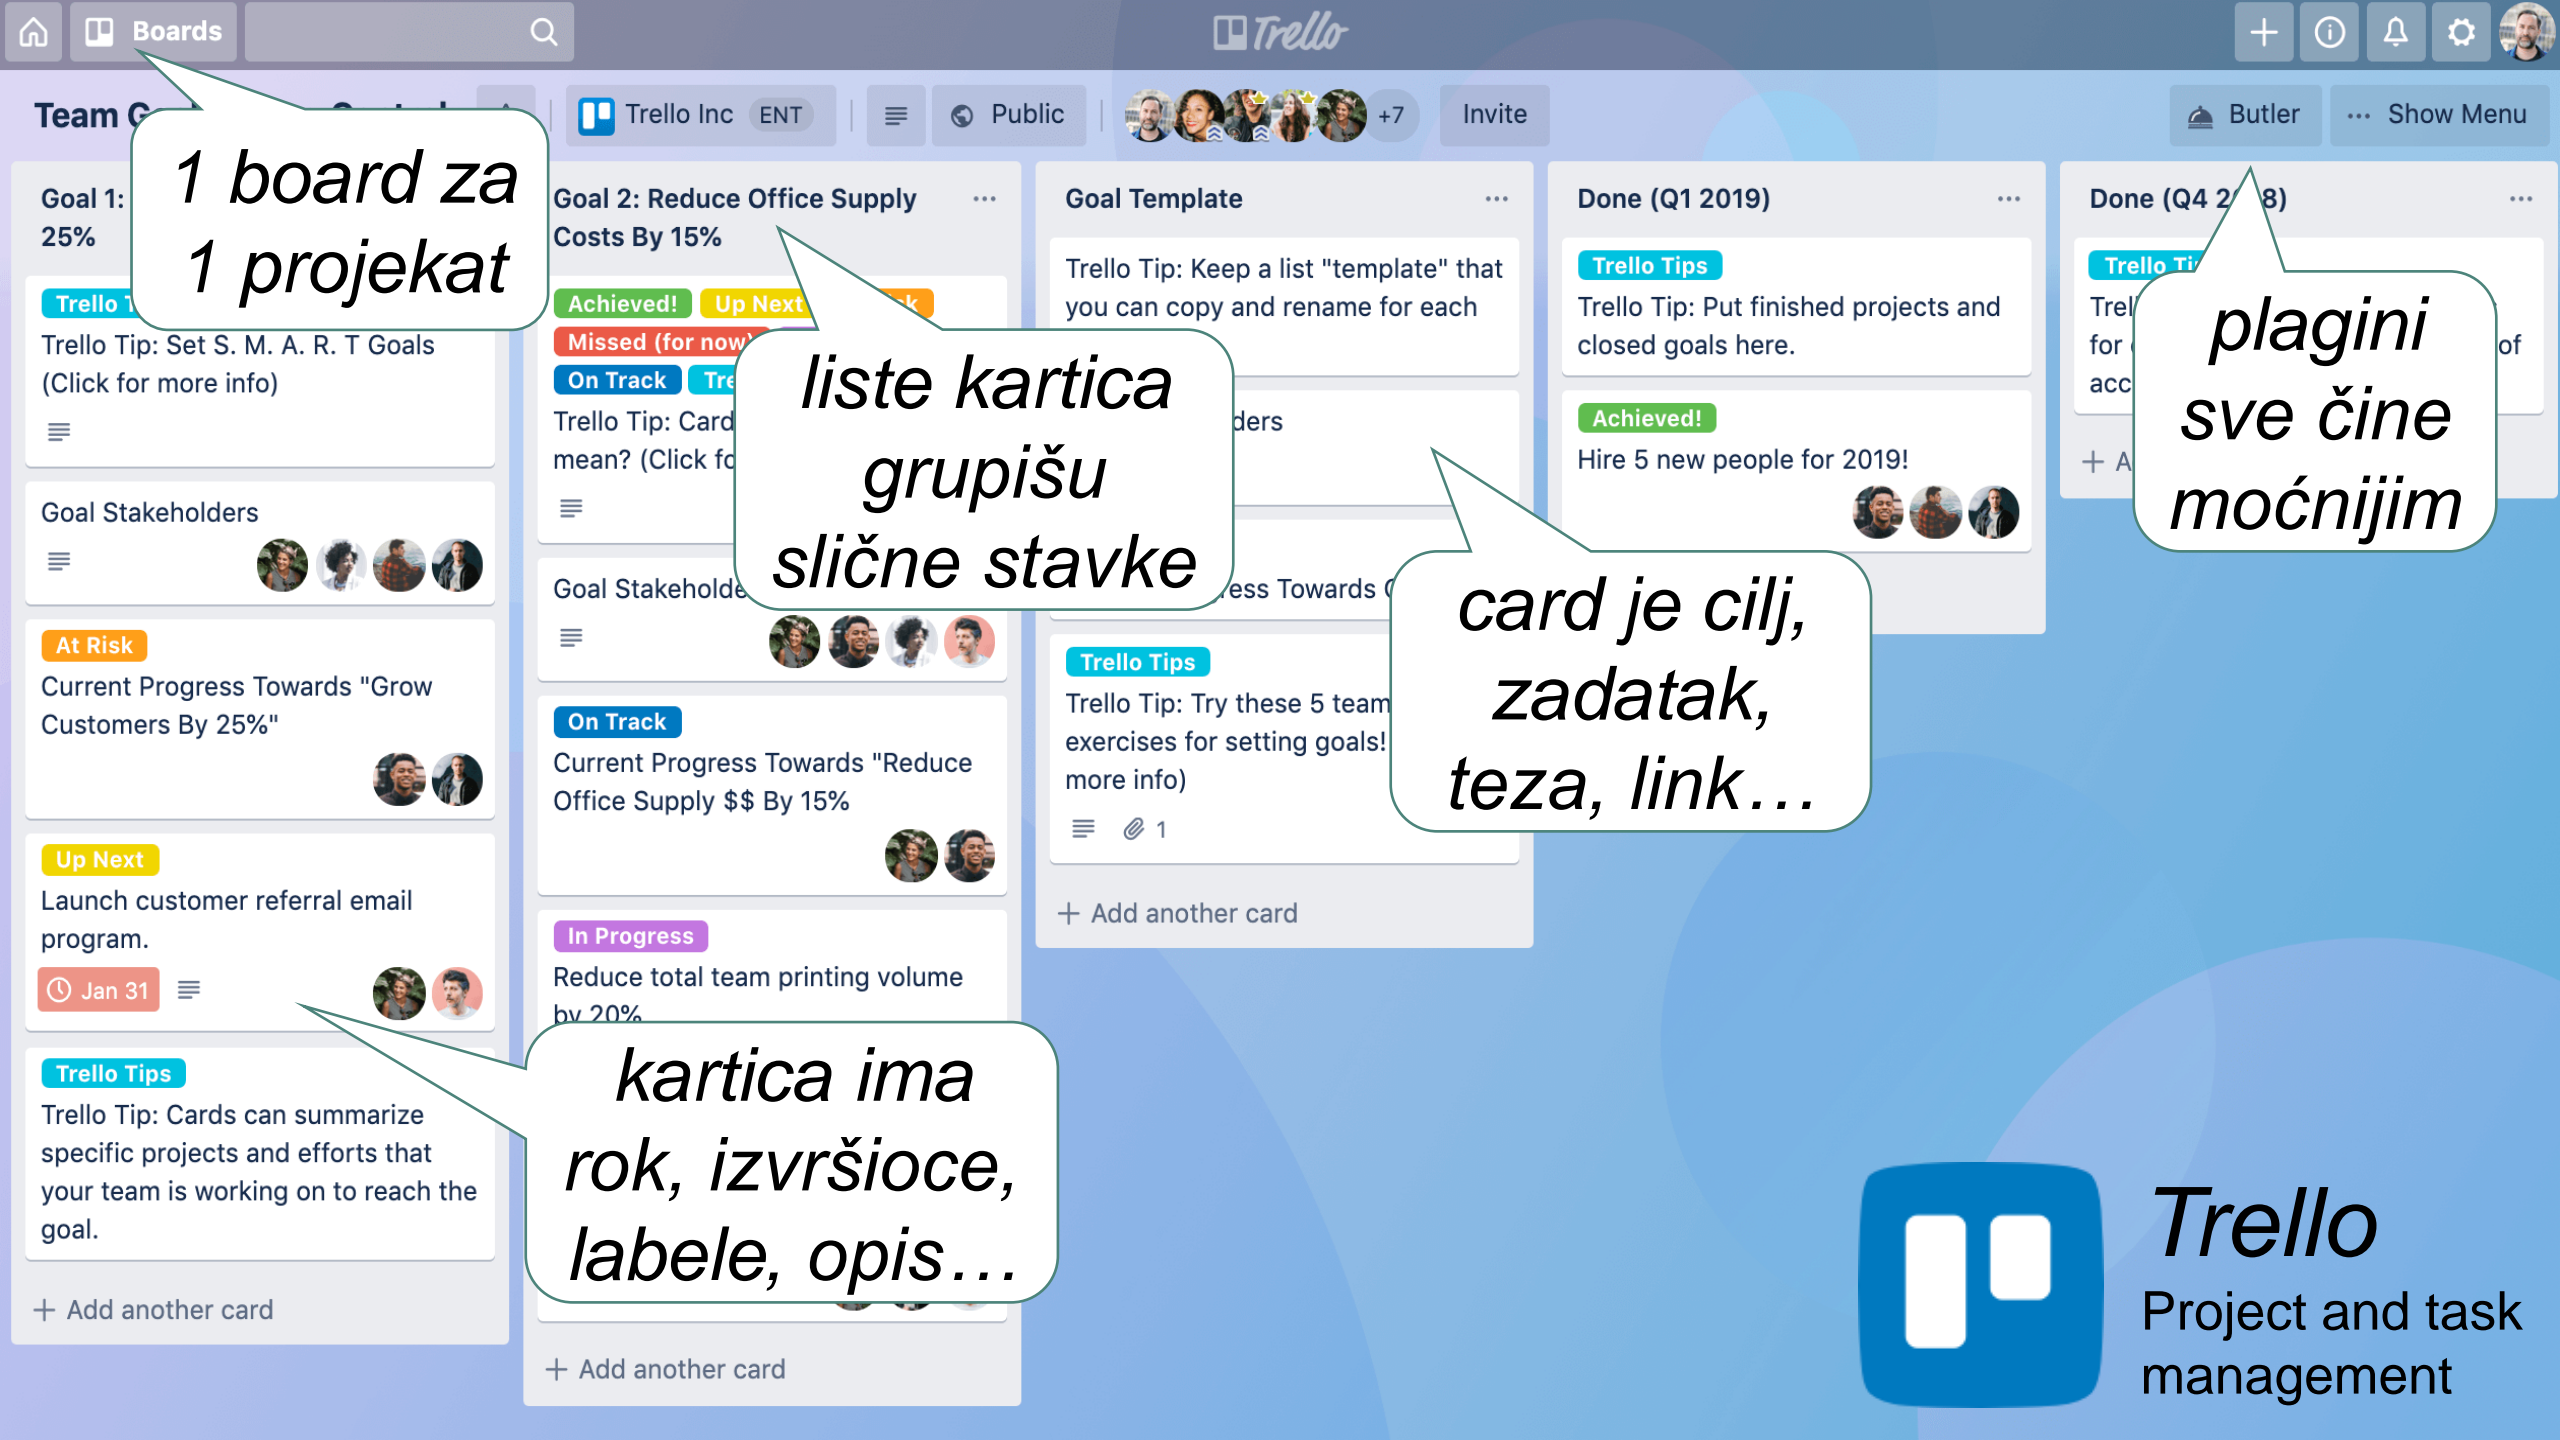 Boards
Trello
Team
Trello Inc ENT
Public
+7
Invite
Butler
Show Menu
1 board za
1 projekat
Goal 1:
25%
Trello
Trello Tip: Set S. M. A. R. T Goals
(Click for more info)
Goal Stakeholders
At Risk
Current Progress Towards "Grow
Customers By 25%"
Up Next
Launch customer referral email
program.
Jan 31
Trello Tips
Trello Tip: Cards can summarize
specific projects and efforts that
your team is working on to reach the
goal.
+ Add another card
Goal 2: Reduce Office Supply
Costs By 15%
Achieved! Up Next
Missed (for now)
On Track
Trello Tip:
mean? (Click
liste kartica
grupišu
slične stavke
Goal
On Track
Current Progress Towards "Reduce
Office Supply $$ By 15%
In Progress
Reduce total team printing volume
by 20%
kartica ima
rok, izvršioce,
labele, opis…
+ Add another card
Goal Template
Trello Tip: Keep a list "template" that
you can copy and rename for each
Towards
Trello Tips
Trello Tip: Try these 5 team
exercises for setting goals!
more info)
1
+ Add another card
card je cilj,
zadatak,
teza, link…
Done (Q1 2019)
Trello Tips
Trello Tip: Put finished projects and
closed goals here.
Achieved!
Hire 5 new people for 2019!
Done (Q4
Trello
for
of
plagini
sve čine
moćnijim
Trello
Project and task
management